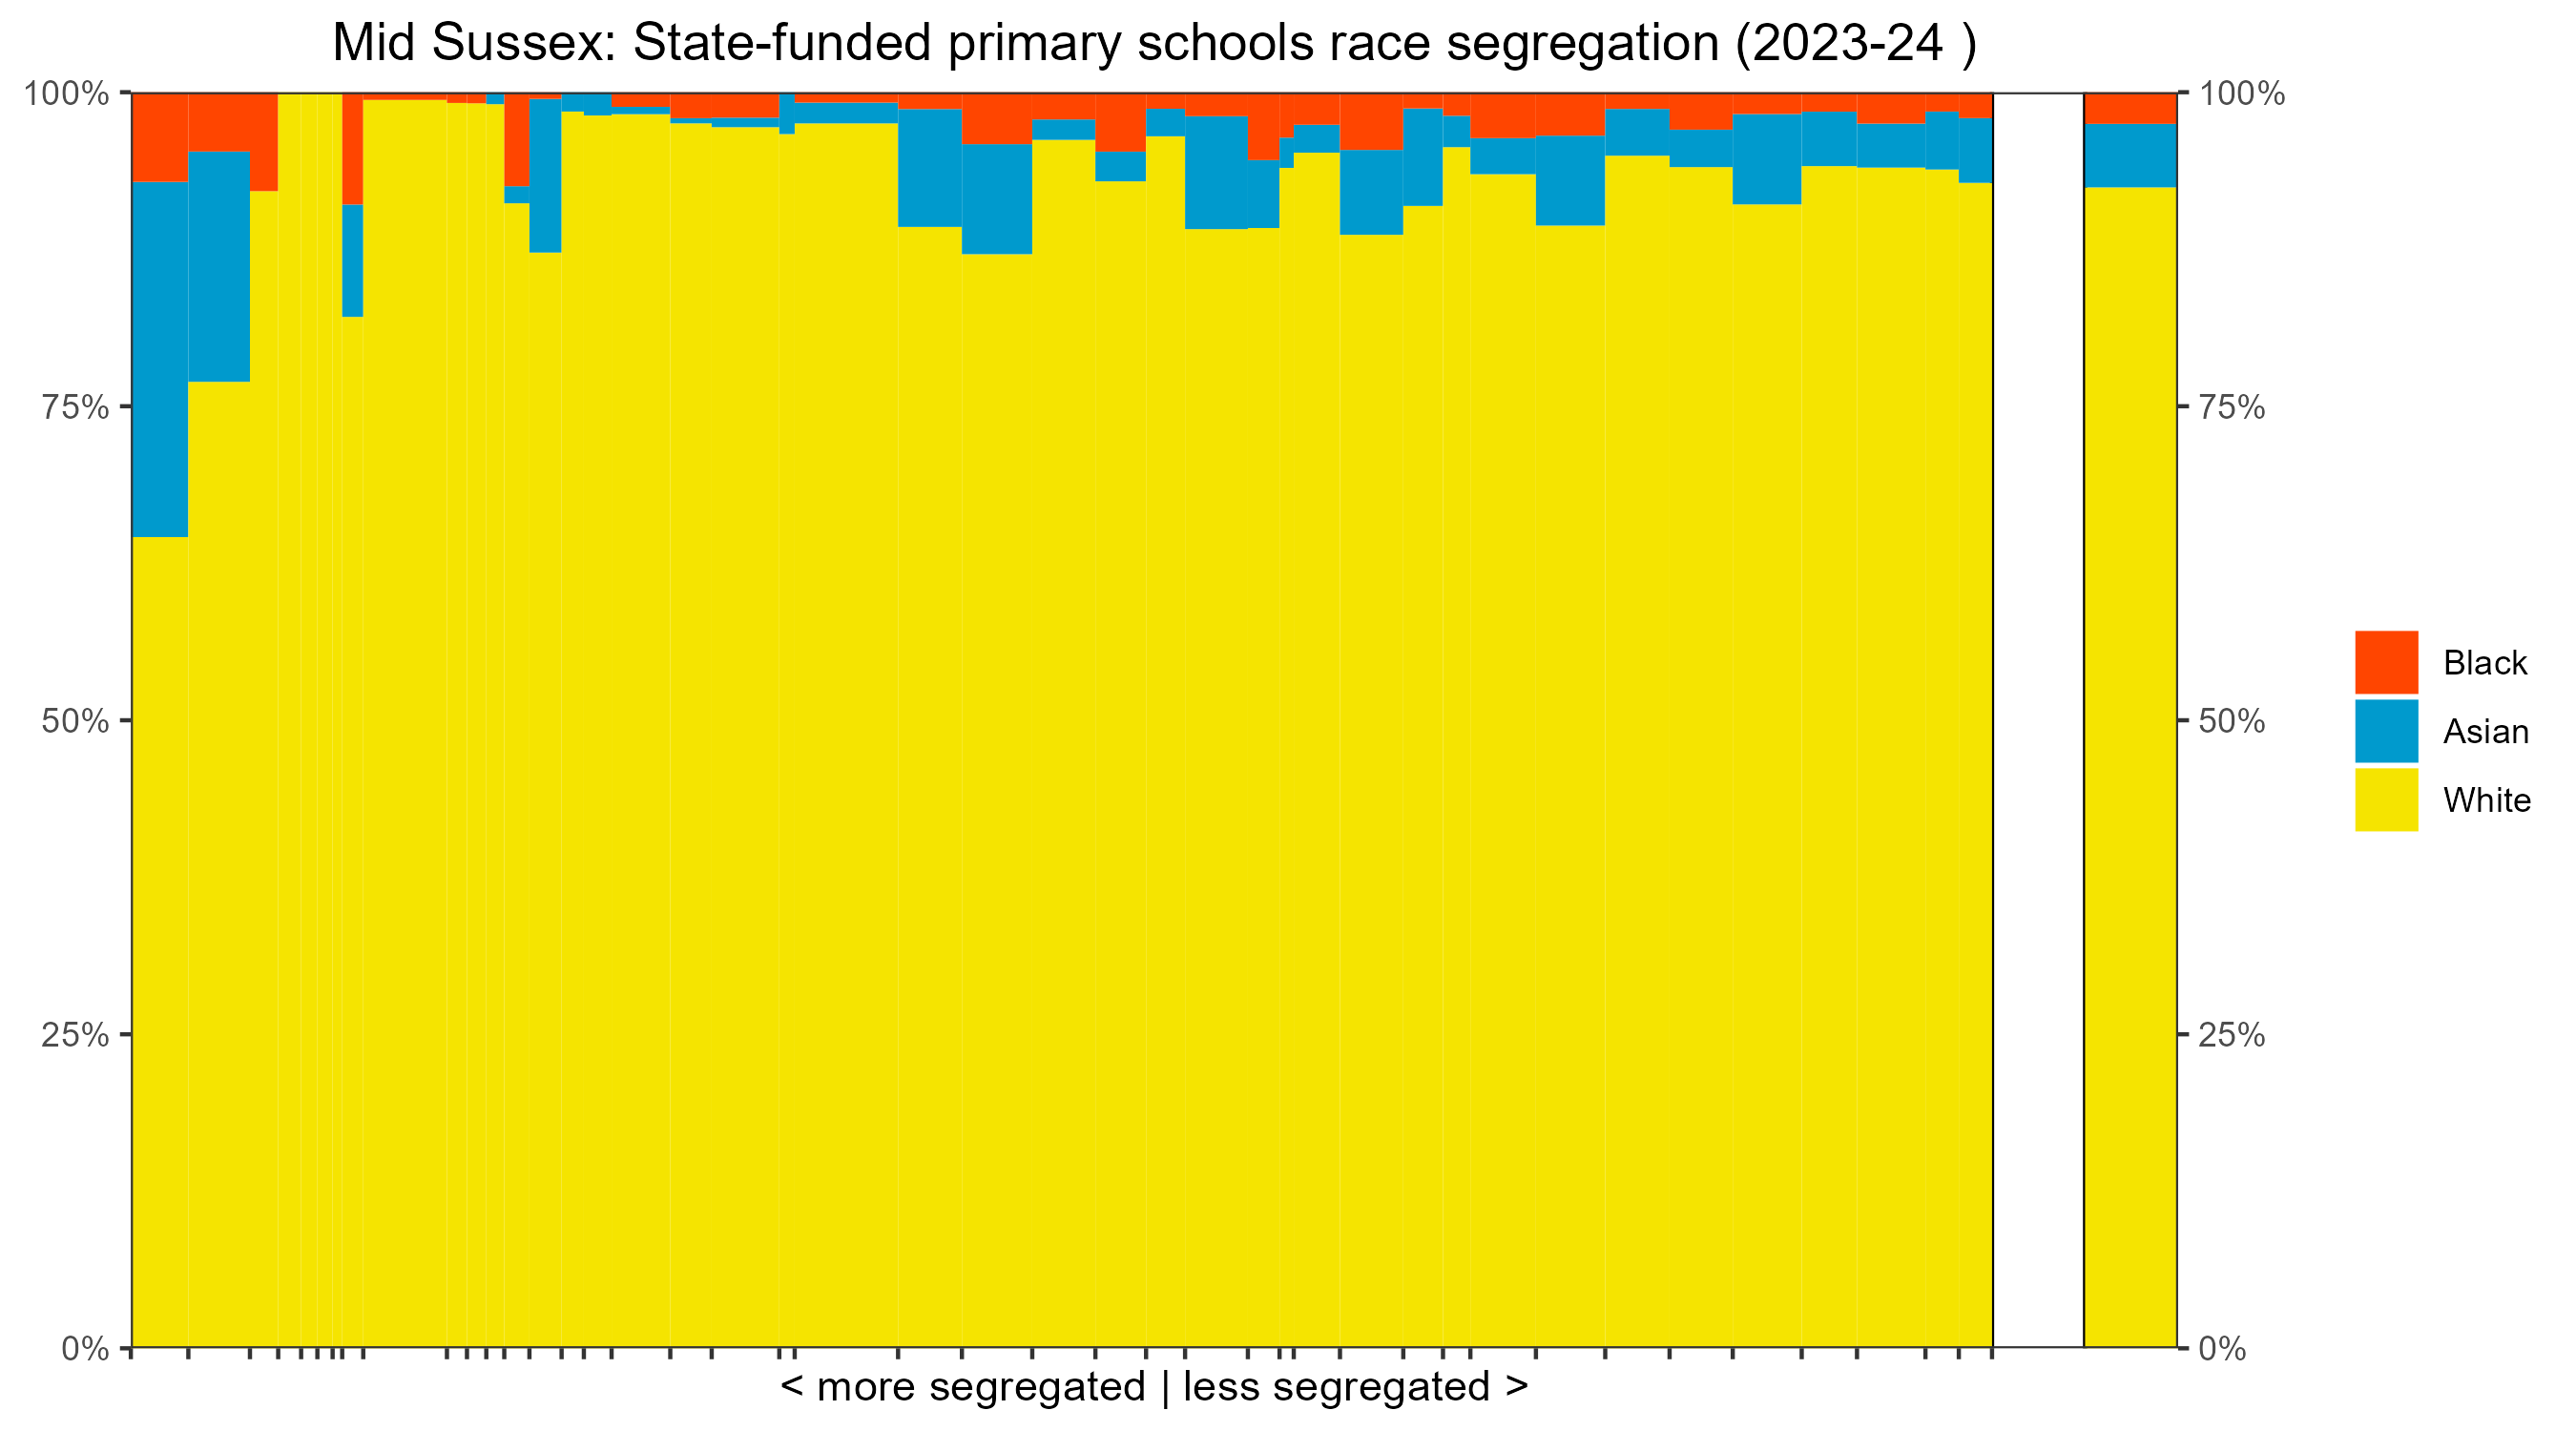 Mid Sussex: State-funded primary schools race segregation (2023-24 )
100%
75%
50%
25%
0%
100%
75%
50%
25%
0%
Black
Asian
White
< more segregated | less segregated >